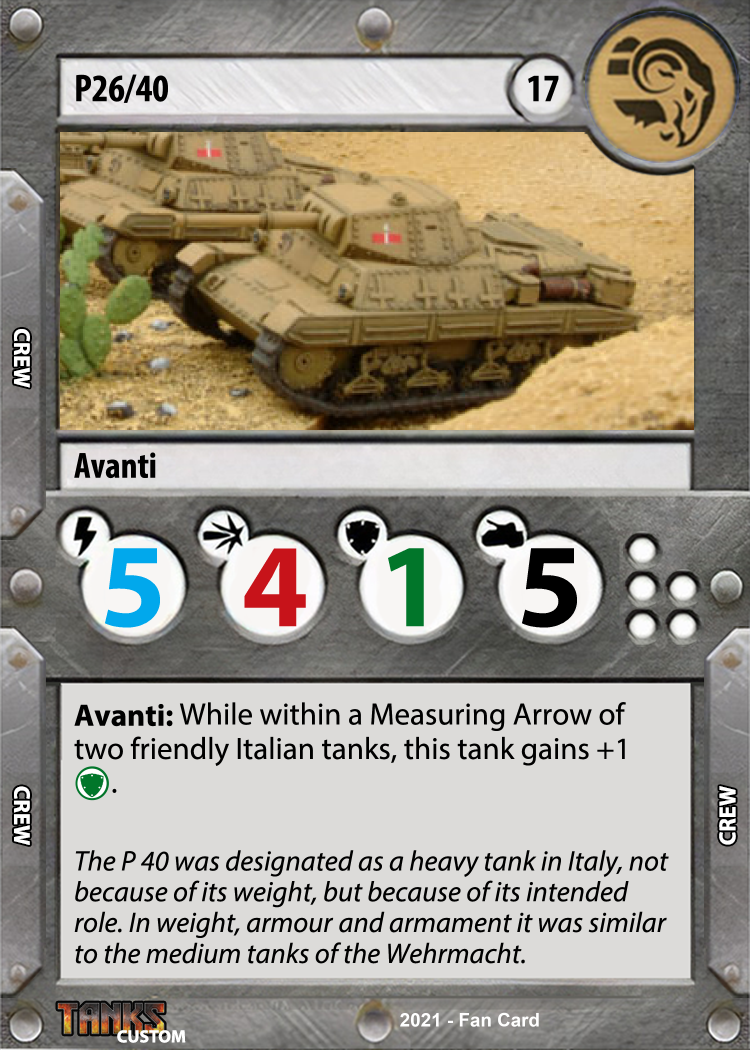 P26/40
17
CREW
Avanti
5 4 1 5
Avanti: While within a Measuring Arrow of
two friendly Italian tanks, this tank gains +1
.
CREW
CREW
The P 40 was designated as a heavy tank in Italy, not
because of its weight, but because of its intended
role. In weight, armour and armament it was similar
to the medium tanks of the Wehrmacht.
TANKS
CUSTOM
2021 - Fan Card